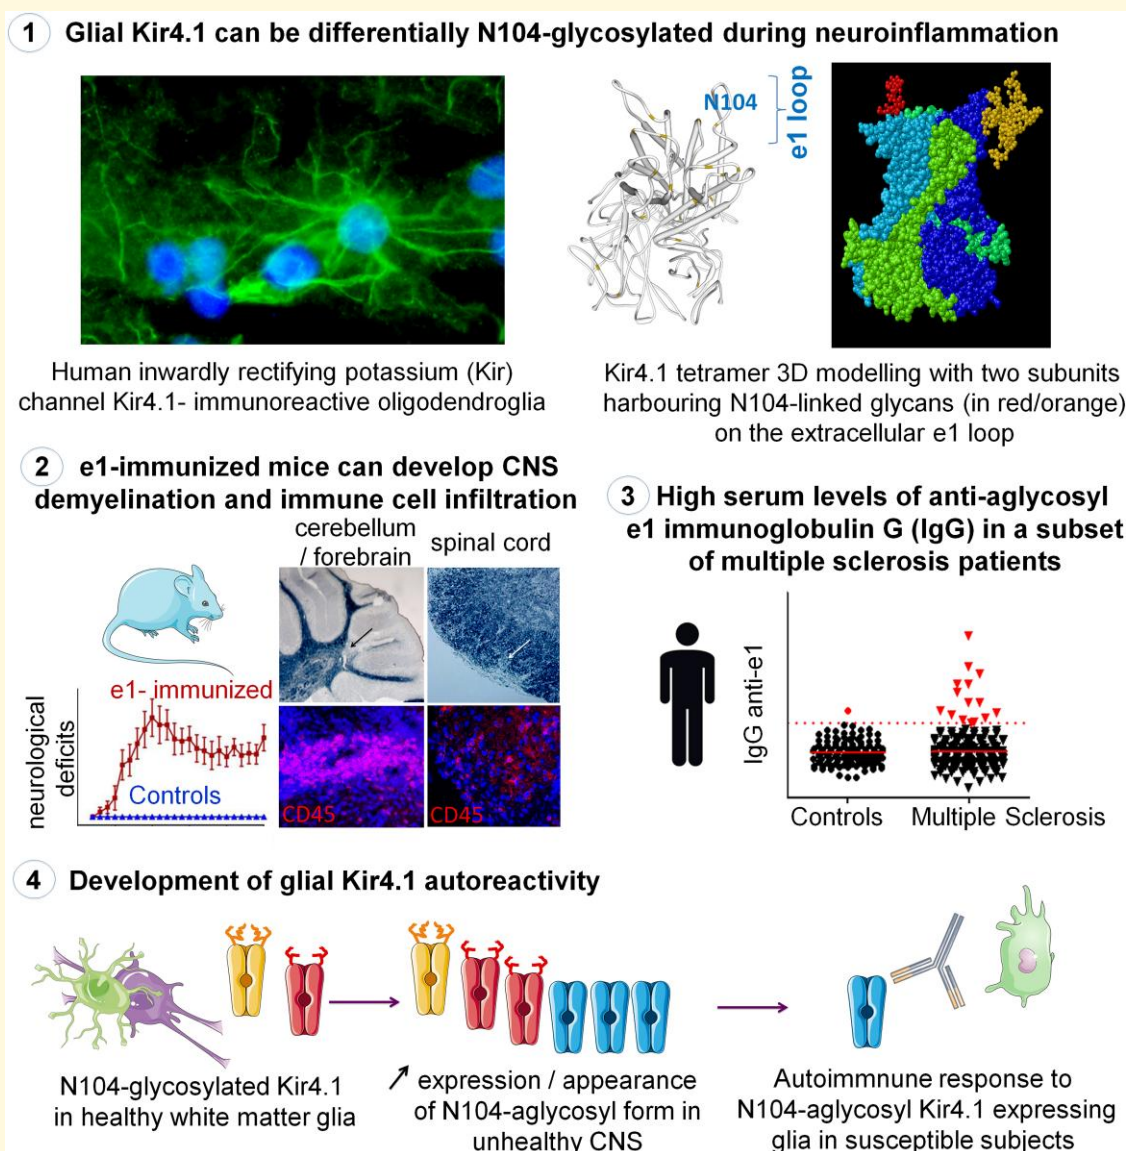 1 Glial Kir4.1 can be differentially N104-glycosylated during neuroinflammation
N104
e1 loop
Human inwardly rectifying potassium (Kir)
channel Kir4.1- immunoreactive oligodendroglia
Kir4.1 tetramer 3D modelling with two subunits
harbouring N104-linked glycans (in red/orange)
on the extracellular e1 loop
2 e1-immunized mice can develop CNS
demyelination and immune cell infiltration
cerebellum
/ forebrain
spinal cord
e1- immunized
Controls
neurological
deficits
CD45
CD45
3 High serum levels of anti-aglycosyl
e1 immunoglobulin G (IgG) in a subset
of multiple sclerosis patients
IgG anti-e1
Controls
Multiple Sclerosis
4 Development of glial Kir4.1 autoreactivity
N104-glycosylated Kir4.1
in healthy white matter glia
↗ expression / appearance
of N104-aglycosyl form in
unhealthy CNS
Autoimmnune response to
N104-aglycosyl Kir4.1 expressing
glia in susceptible subjects